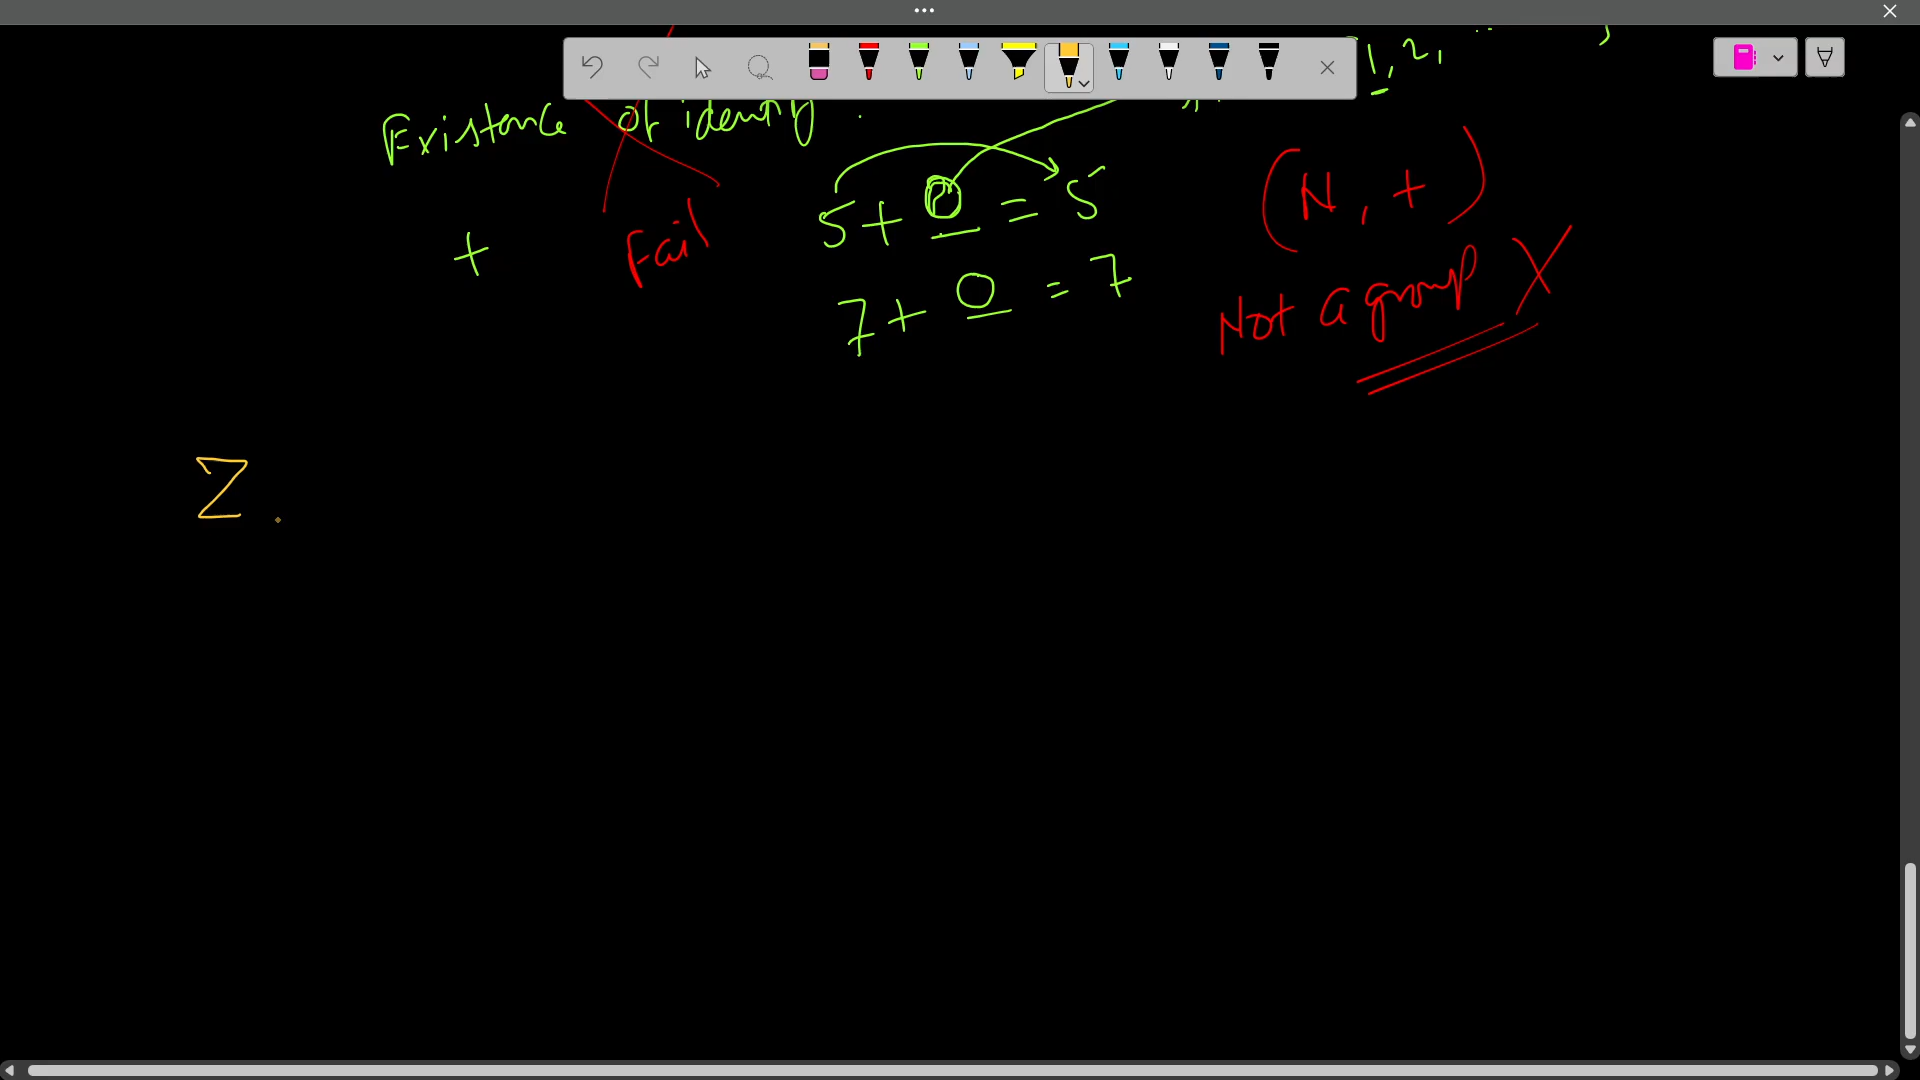 1, 2, ...
Existence of identity .
5 + 0 = 5
(N, +)
+
Fail
7 + 0 = 7
Not a group X
Z .